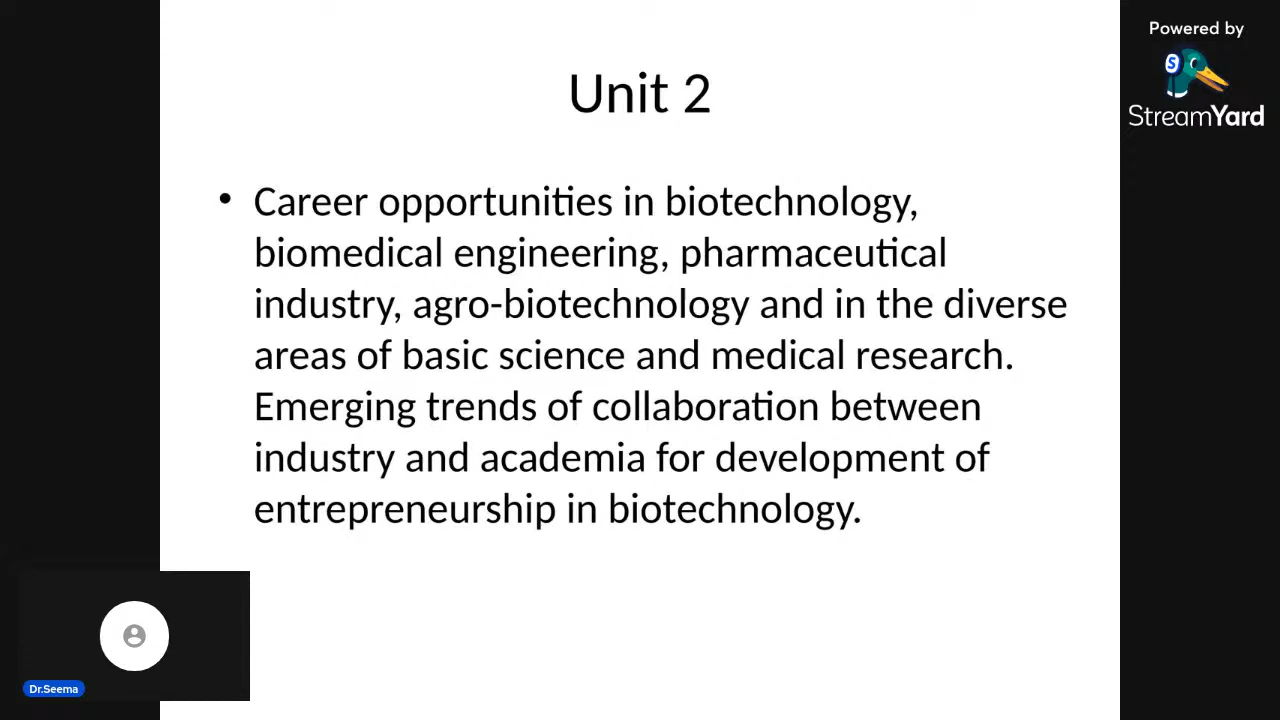 Powered by
StreamYard
Unit 2
• Career opportunities in biotechnology,
biomedical engineering, pharmaceutical
industry, agro-biotechnology and in the diverse
areas of basic science and medical research.
Emerging trends of collaboration between
industry and academia for development of
entrepreneurship in biotechnology.
Dr.Seema